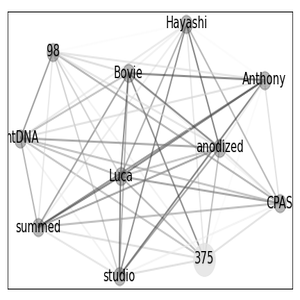 Hayashi
98
Bovie
Anthony
ntDNA
anodized
Luca
CPAS
summed
375
studio